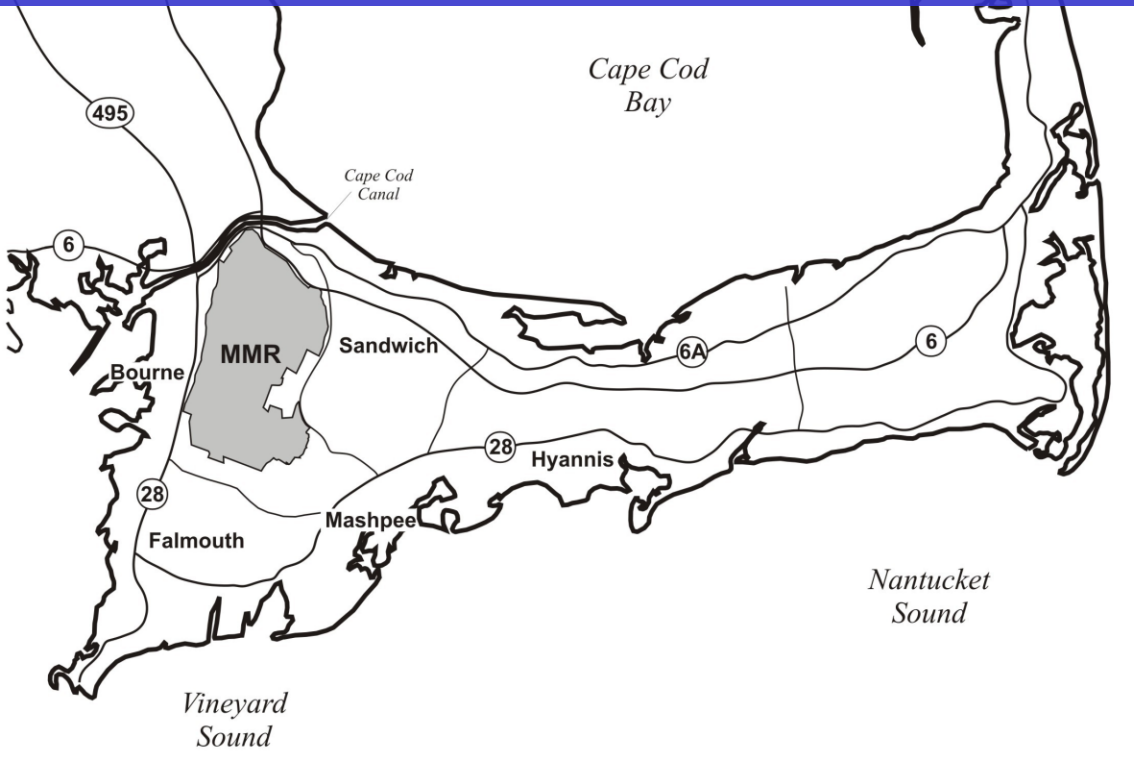 Cape Cod
Bay
495
Cape Cod
Canal
6
MMR
Sandwich
6A
6
Bourne
28
Hyannis
28
Mashpee
Falmouth
Nantucket
Sound
Vineyard
Sound